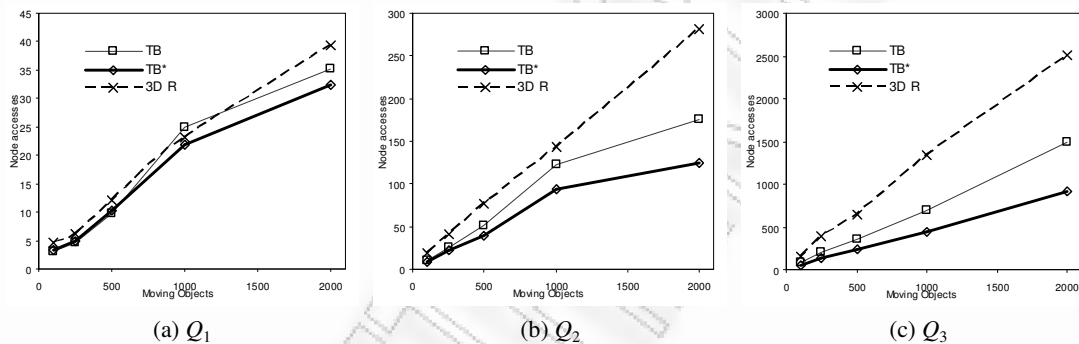 45
40
35
30
25
20
15
10
5
0
Node accesses
TB
TB*
3D R
0 500 1000 1500 2000
Moving Objects
(a) Q1
300
250
200
150
100
50
0
Node accesses
TB
TB*
3D R
0 500 1000 1500 2000
Moving Objects
(b) Q2
3000
2500
2000
1500
1000
500
0
Node accesses
TB
TB*
3D R
0 500 1000 1500 2000
Moving Objects
(c) Q3